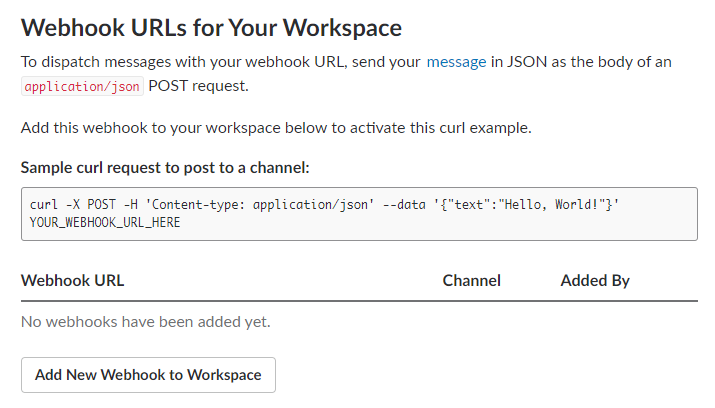 Webhook URLs for Your Workspace
To dispatch messages with your webhook URL, send your message in JSON as the body of an
application/json POST request.
Add this webhook to your workspace below to activate this curl example.
Sample curl request to post to a channel:
curl -X POST -H 'Content-type: application/json' --data '{"text":"Hello, World!"}'
YOUR_WEBHOOK_URL_HERE
Webhook URL Channel Added By
No webhooks have been added yet.
Add New Webhook to Workspace